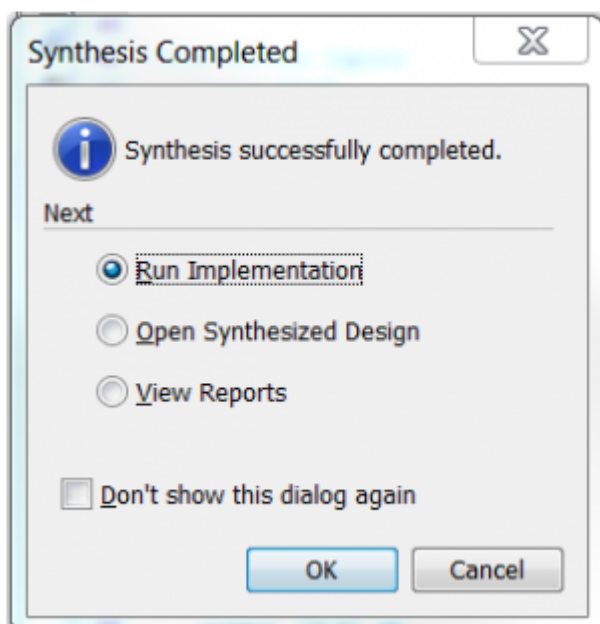 Synthesis Completed
Synthesis successfully completed.
Next
Run Implementation
Open Synthesized Design
View Reports
Don't show this dialog again
OK
Cancel